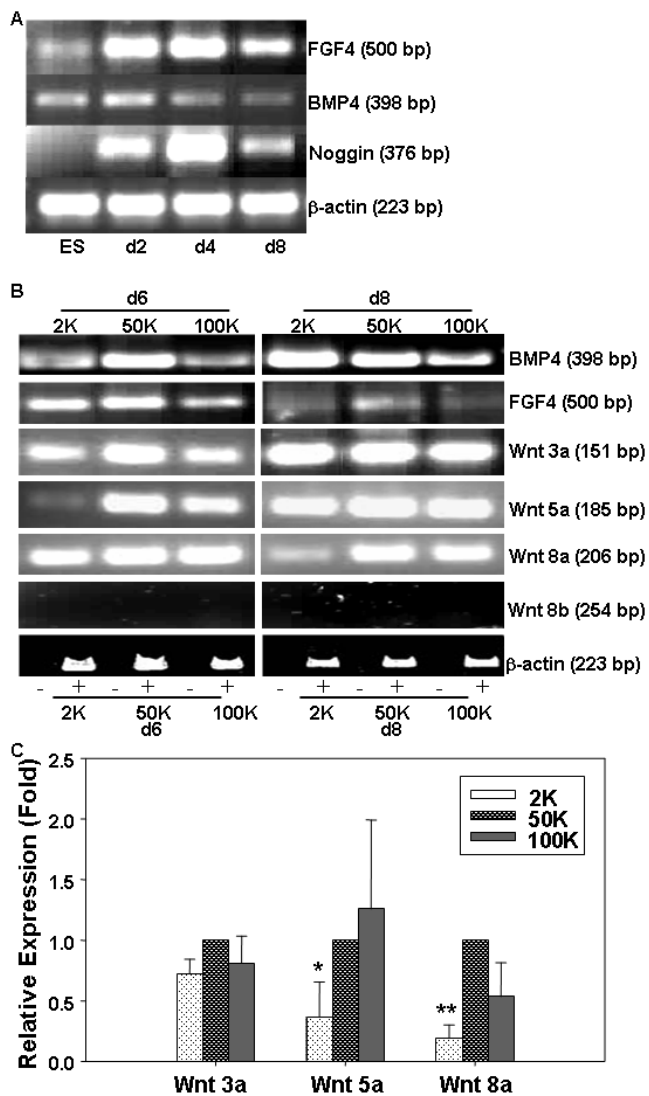 A
FGF4 (500 bp)
BMP4 (398 bp)
Noggin (376 bp)
β-actin (223 bp)
ES d2 d4 d8
B
d6 d8
2K 50K 100K 2K 50K 100K
BMP4 (398 bp)
FGF4 (500 bp)
Wnt 3a (151 bp)
Wnt 5a (185 bp)
Wnt 8a (206 bp)
Wnt 8b (254 bp)
β-actin (223 bp)
- + - + - + - + - + - +
2K 50K 100K 2K 50K 100K
d6 d8
C
Relative Expression (Fold)
2.5
2.0
1.5
1.0
0.5
0.0
2K
50K
100K
* **
Wnt 3a Wnt 5a Wnt 8a